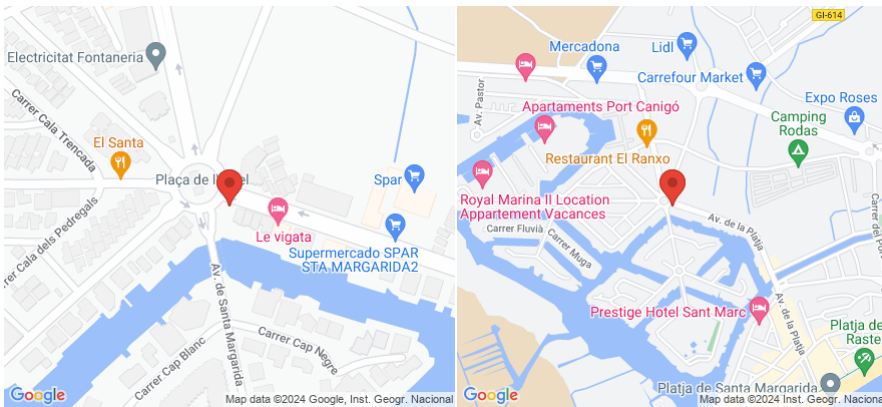 Electricitat Fontaneria
Carrer Cala Trencada
El Santa
Plaça de
Spar
Carrer Cala dels Pedregals
Le vigata
Supermercado SPAR
STA MARGARIDA2
Av. de Santa Margarida
Carrer Cap Blanc
Carrer Cap Negre
Google
Map data ©2024 Google, Inst. Geogr. Nacional
GI-614
Mercadona
Lidl
Carrefour Market
Av. Pastor
Apartaments Port Canigó
Expo Roses
Camping
Rodas
Restaurant El Ranxo
Royal Marina II Location
Appartement Vacances
Carrer Fluvià
Carrer Muga
Av. de la Platja
Carrer del Por
Prestige Hotel Sant Marc
Av. de la Platja
Platja de
Raste
Platja de Santa Margarida
Google
Map data ©2024 Google, Inst. Geogr. Nacional